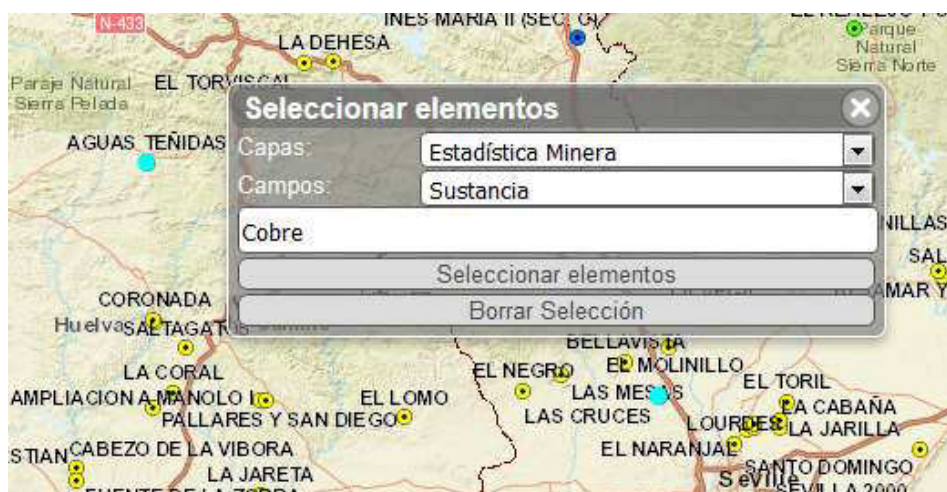 N-433
INES MARIA II (SEC. C)
LA DEHESA
Parque
Natural
Sierra Norte
Paraje Natural
Sierra Pelada
EL TORVISCAL
AGUAS TEÑIDAS
Seleccionar elementos
Capas:
Estadística Minera
Campos:
Sustancia
Cobre
Seleccionar elementos
Borrar Selección
CORONADA
Huelva
SALTAGATOS
BELLAVISTA
EL NEGRO
EL MOLINILLO
LA CORAL
EL TORIL
AMPLIACION A MANOLO I
EL LOMO
LAS MESAS
PALLARES Y SAN DIEGO
LAS CRUCES
LOURDES
LA CABAÑA
LA JARILLA
CABEZO DE LA VIBORA
EL NARANJAL
LA JARETA
Sevilla
SANTO DOMINGO
SEVILLA 2000